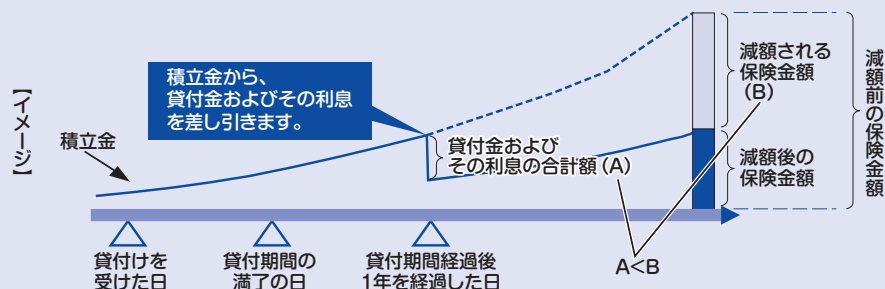 【イメージ】
積立金
積立金から、
貸付金およびその利息
を差し引きます。
貸付金および
その利息の合計額（A）
減額される
保険金額
（B）
減額後の
保険金額
減額前の保険金額
A<B
貸付けを
受けた日
貸付期間の
満了の日
貸付期間経過後
1年を経過した日